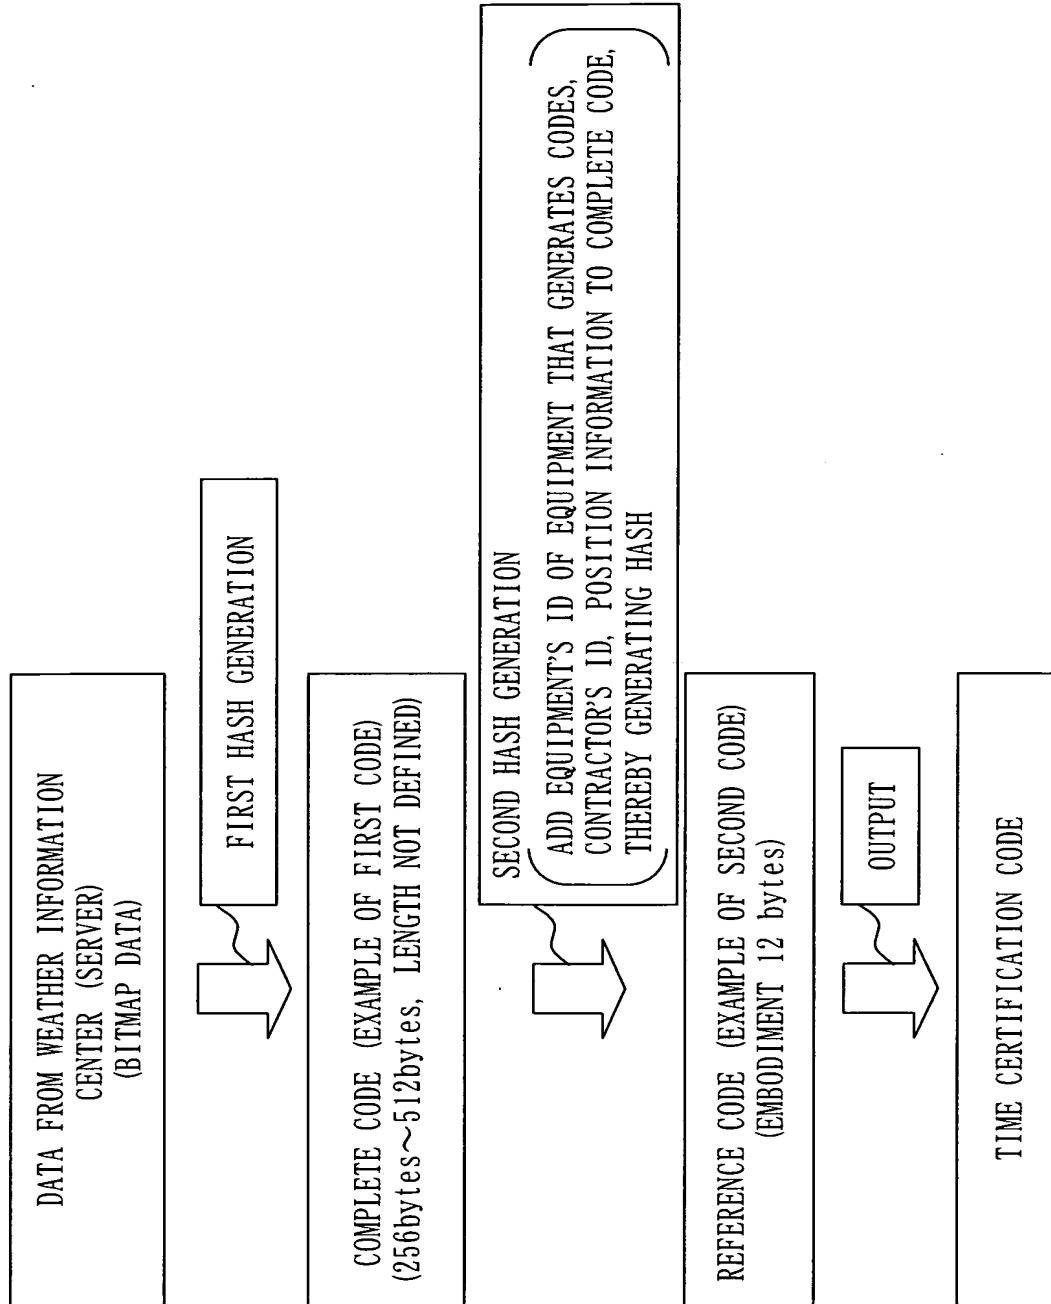 DATA FROM WEATHER INFORMATION
CENTER (SERVER)
(BITMAP DATA)
FIRST HASH GENERATION
COMPLETE CODE (EXAMPLE OF FIRST CODE)
(256bytes～512bytes, LENGTH NOT DEFINED)
SECOND HASH GENERATION
ADD EQUIPMENT'S ID OF EQUIPMENT THAT GENERATES CODES,
CONTRACTOR'S ID, POSITION INFORMATION TO COMPLETE CODE,
THEREBY GENERATING HASH
REFERENCE CODE (EXAMPLE OF SECOND CODE)
(EMBODIMENT 12 bytes)
OUTPUT
TIME CERTIFICATION CODE